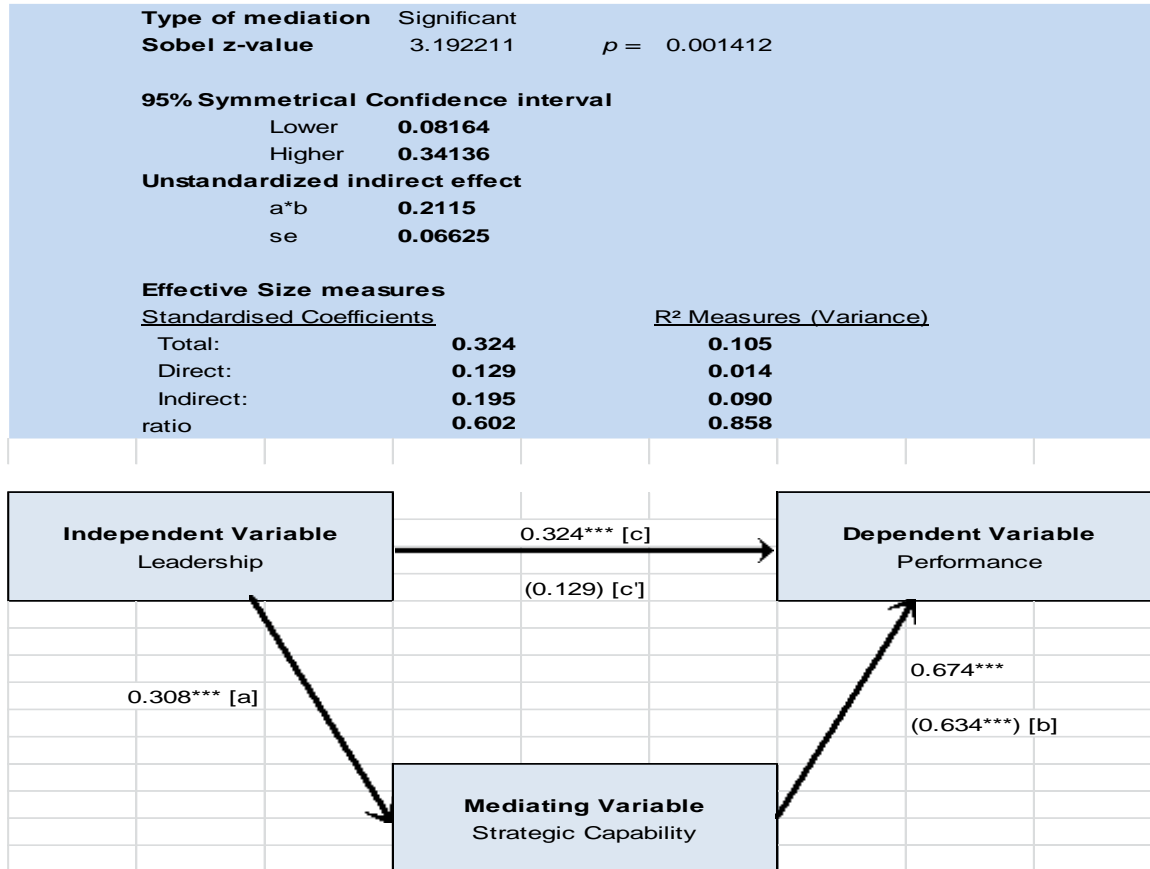 Type of mediation Significant
Sobel z-value 3.192211 p = 0.001412
95% Symmetrical Confidence interval
Lower 0.08164
Higher 0.34136
Unstandardized indirect effect
a*b 0.2115
se 0.06625
Effective Size measures
Standardised Coefficients R² Measures (Variance)
Total: 0.324 0.105
Direct: 0.129 0.014
Indirect: 0.195 0.090
ratio 0.602 0.858
Independent Variable
Leadership
0.324*** [c]
(0.129) [c']
Dependent Variable
Performance
0.308*** [a]
0.674***
(0.634***) [b]
Mediating Variable
Strategic Capability